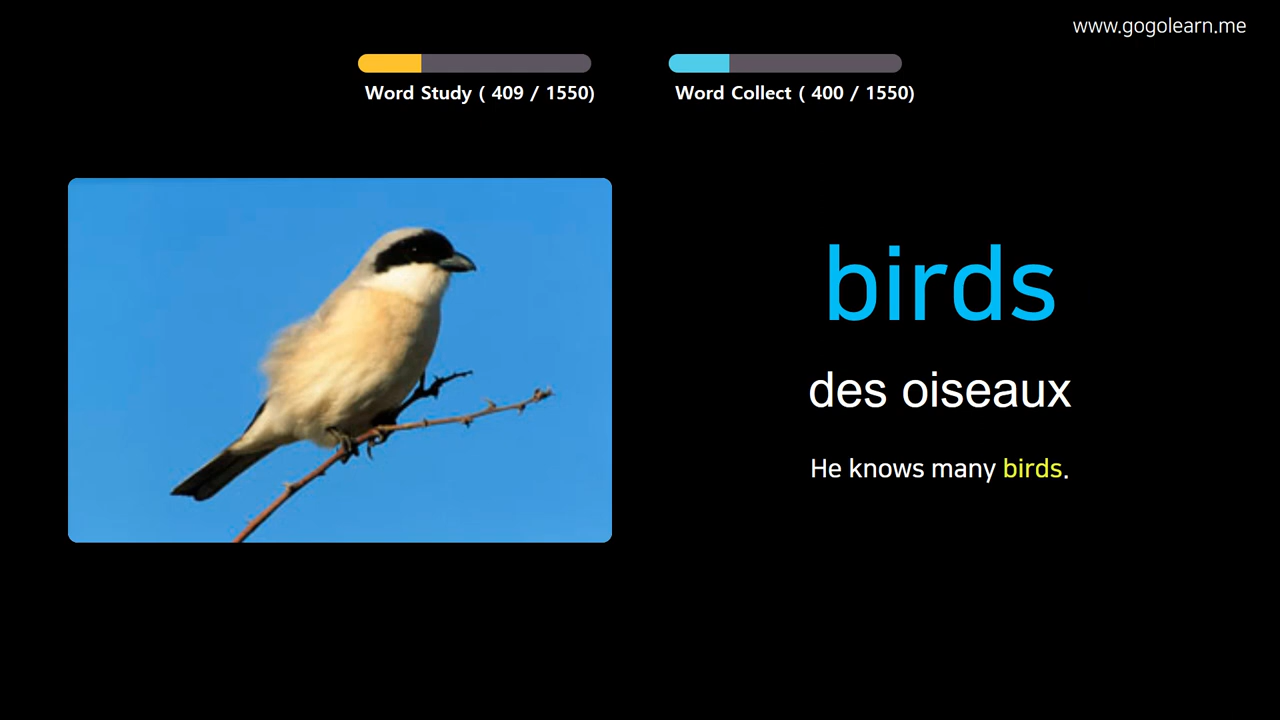 www.gogolearn.me
Word Study ( 409 / 1550)
Word Collect ( 400 / 1550)
birds
des oiseaux
He knows many birds.